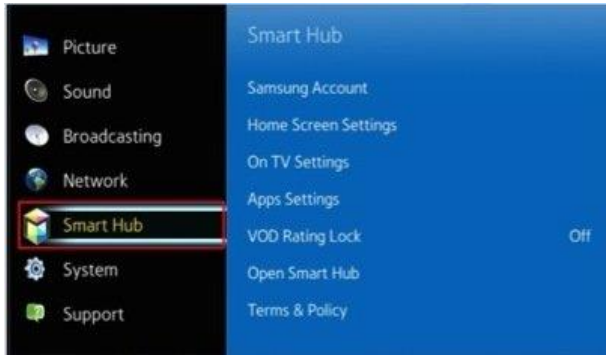 Picture
Sound
Broadcasting
Network
Smart Hub
System
Support
Smart Hub
Samsung Account
Home Screen Settings
On TV Settings
Apps Settings
VOD Rating Lock Off
Open Smart Hub
Terms & Policy